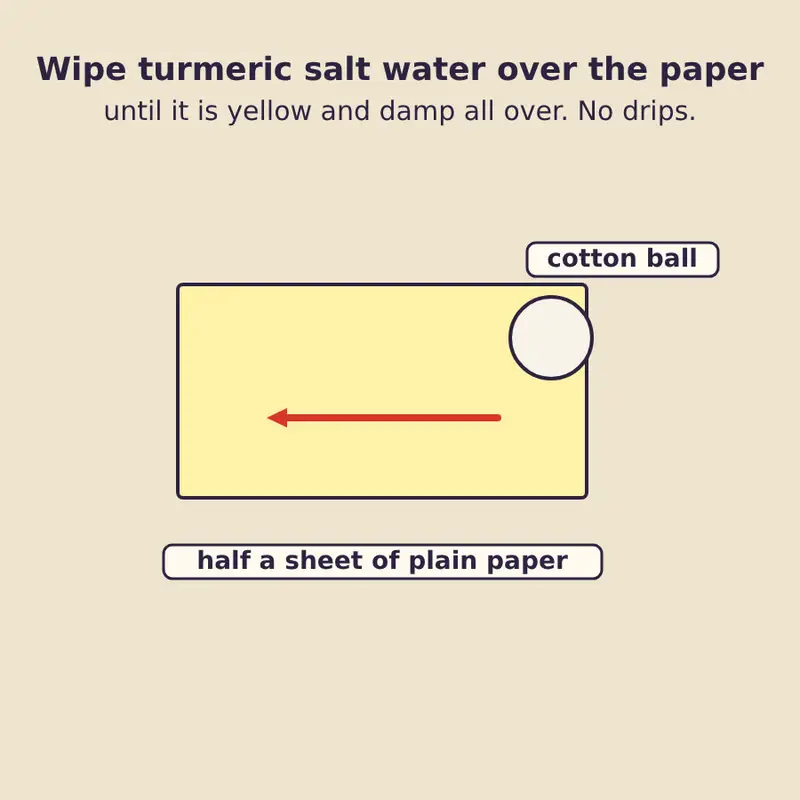 Wipe turmeric salt water over the paper
until it is yellow and damp all over. No drips.
cotton ball
half a sheet of plain paper